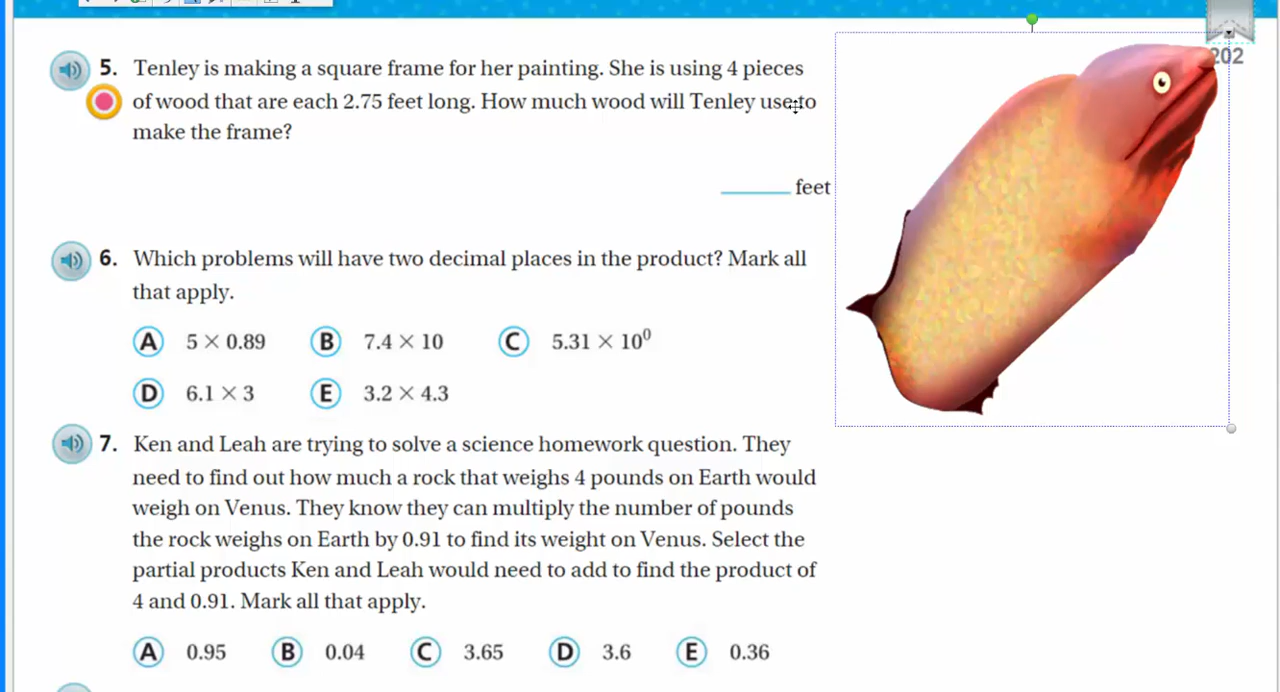 202
5. Tenley is making a square frame for her painting. She is using 4 pieces
of wood that are each 2.75 feet long. How much wood will Tenley use to
make the frame?
______ feet
6. Which problems will have two decimal places in the product? Mark all
that apply.
A 5 × 0.89 B 7.4 × 10 C 5.31 × 10⁰
D 6.1 × 3 E 3.2 × 4.3
7. Ken and Leah are trying to solve a science homework question. They
need to find out how much a rock that weighs 4 pounds on Earth would
weigh on Venus. They know they can multiply the number of pounds
the rock weighs on Earth by 0.91 to find its weight on Venus. Select the
partial products Ken and Leah would need to add to find the product of
4 and 0.91. Mark all that apply.
A 0.95 B 0.04 C 3.65 D 3.6 E 0.36